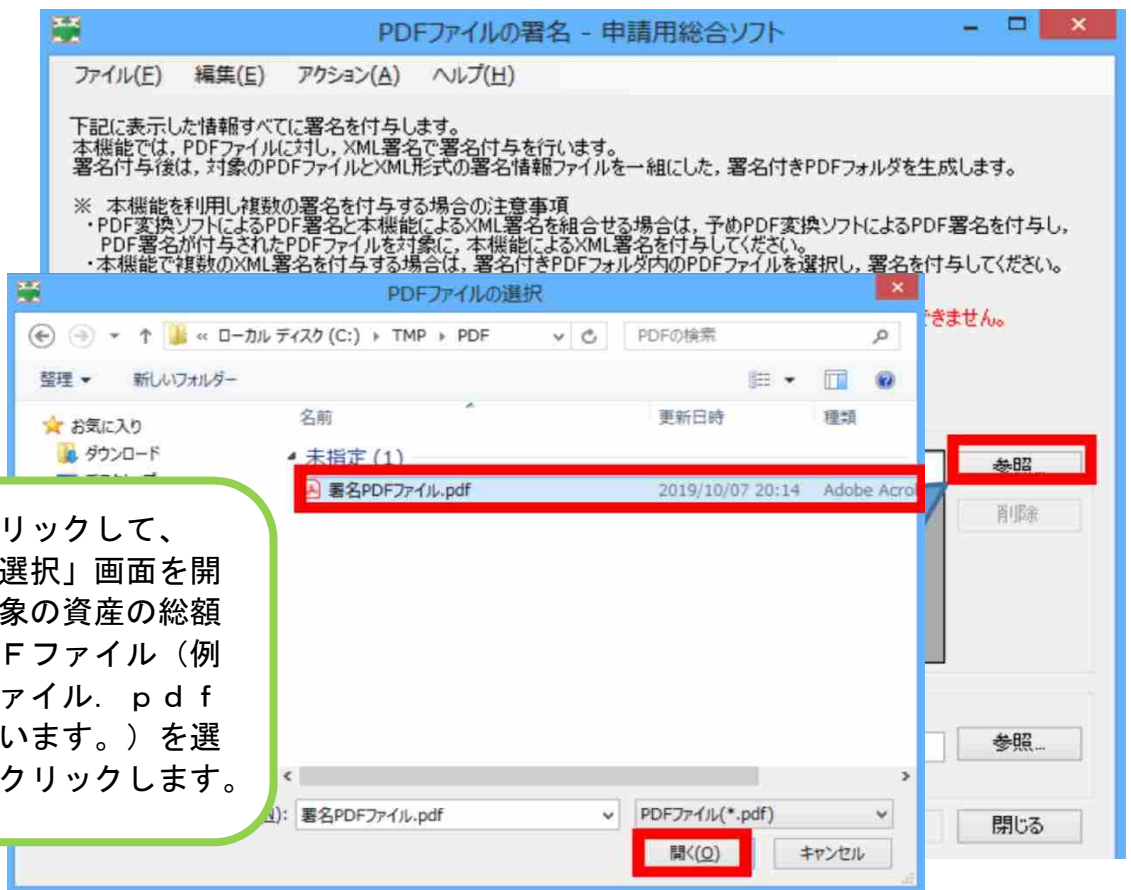 PDFファイルの署名 - 申請用総合ソフト
ファイル(F) 編集(E) アクション(A) ヘルプ(H)
下記に表示した情報すべてに署名を付与します。
本機能では，PDFファイルに対し，XML署名で署名付与を行います。
署名付与後は，対象のPDFファイルとXML形式の署名情報ファイルを一組にした，署名付きPDFフォルダを生成します。
※ 本機能を利用し複数の署名を付与する場合の注意事項
・PDF変換ソフトによるPDF署名と本機能によるXML署名を組合せる場合は，予めPDF変換ソフトによるPDF署名を付与し，
PDF署名が付与されたPDFファイルを対象に，本機能によるXML署名を付与してください。
・本機能で複数のXML署名を付与する場合は，署名付きPDFフォルダ内のPDFファイルを選択し，署名を付与してください。
きません。
参照...
削除
参照...
閉じる
PDFファイルの選択
« ローカル ディスク (C:) ▸ TMP ▸ PDF
PDFの検索
整理 新しいフォルダー
名前 更新日時 種類
お気に入り
ダウンロード
未指定 (1)
署名PDFファイル.pdf 2019/10/07 20:14 Adobe Acro
リックして、
選択」画面を開
象の資産の総額
Ｆファイル（例
ァイル．ｐｄｆ
います。）を選
クリックします。
N): 署名PDFファイル.pdf PDFファイル(*.pdf)
開く(O) キャンセル